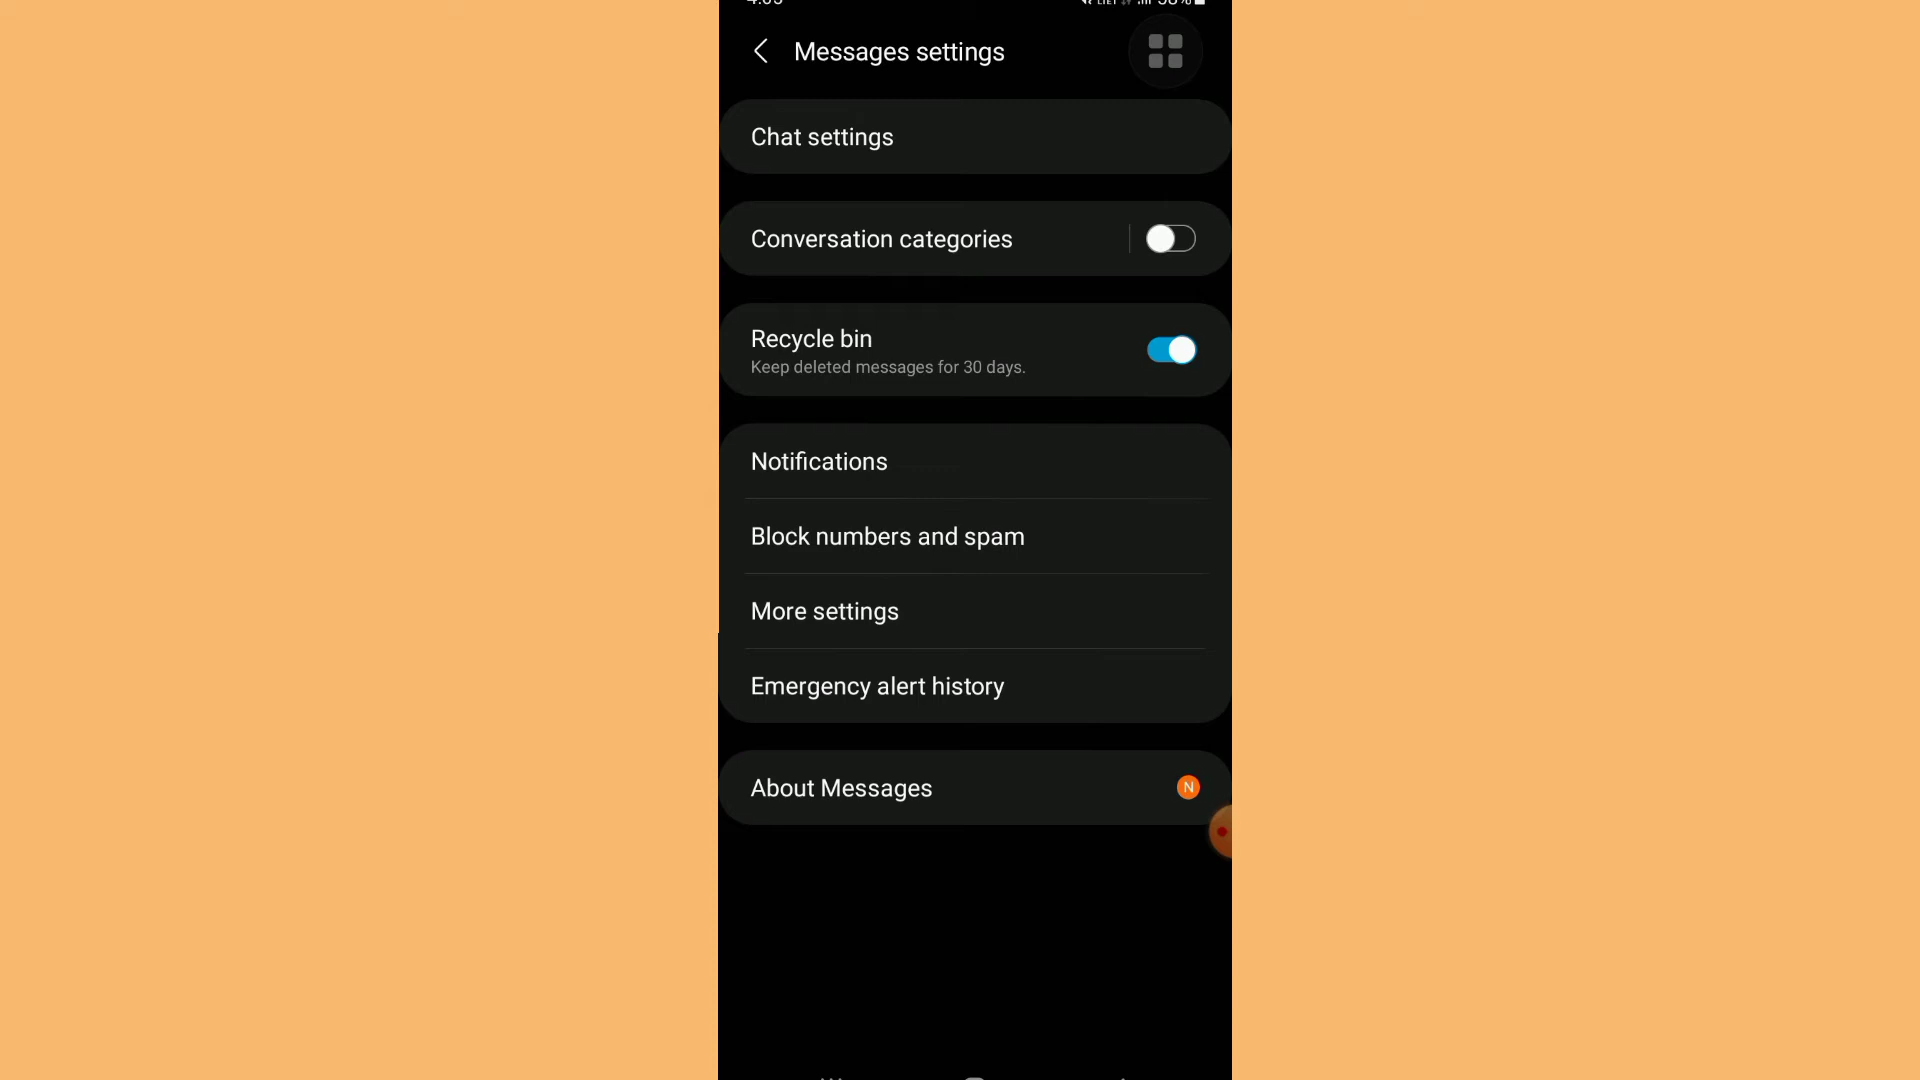 Messages settings
Chat settings
Conversation categories
Recycle bin
Keep deleted messages for 30 days.
Notifications
Block numbers and spam
More settings
Emergency alert history
About Messages
N